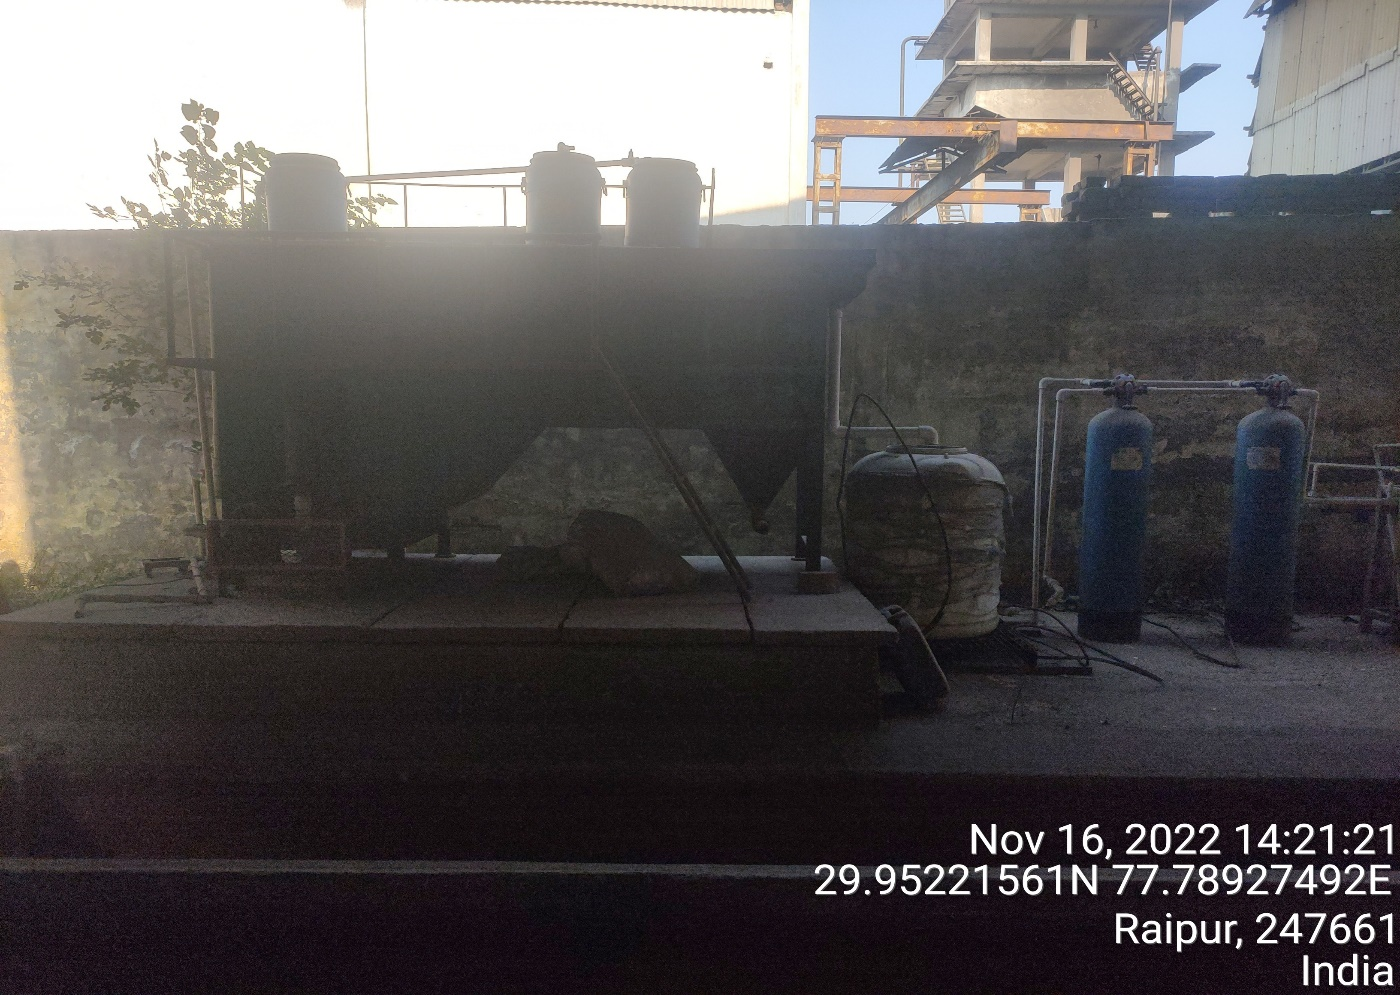 Nov 16, 2022 14:21:21
29.95221561N 77.78927492E
Raipur, 247661
India